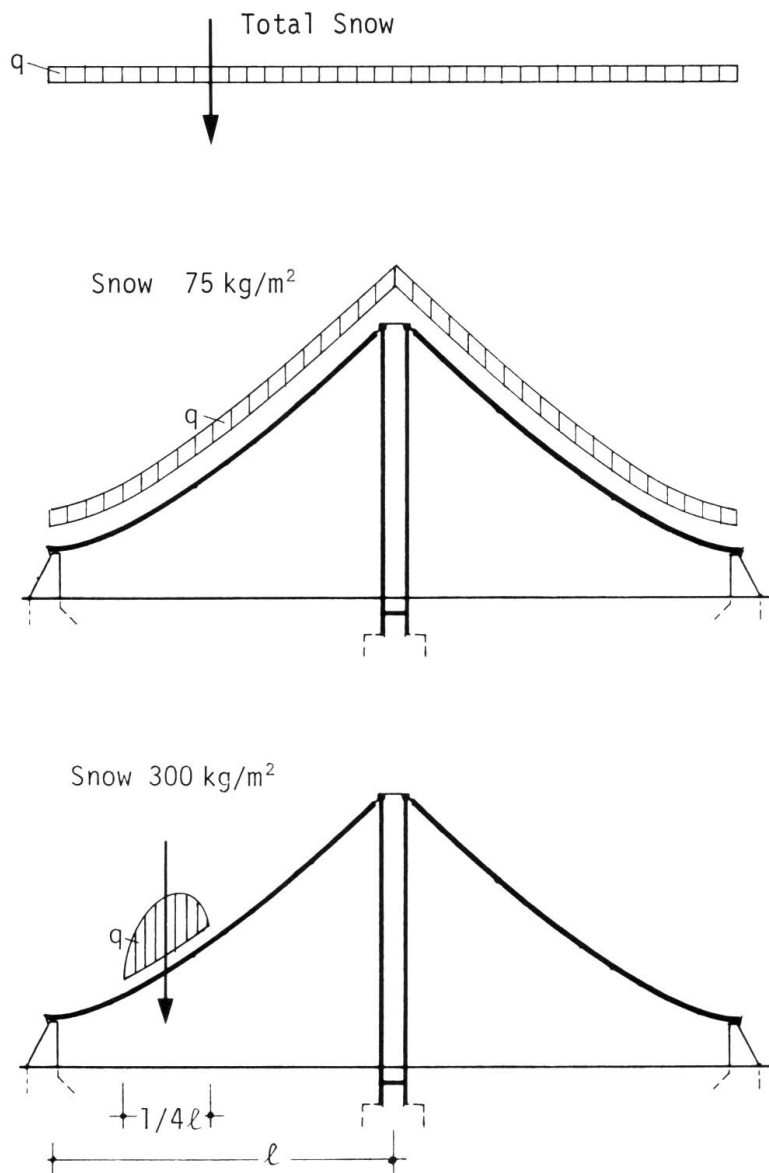 Total Snow
q
Snow 75 kg/m²
q
Snow 300 kg/m²
q
1/4ℓ
ℓ